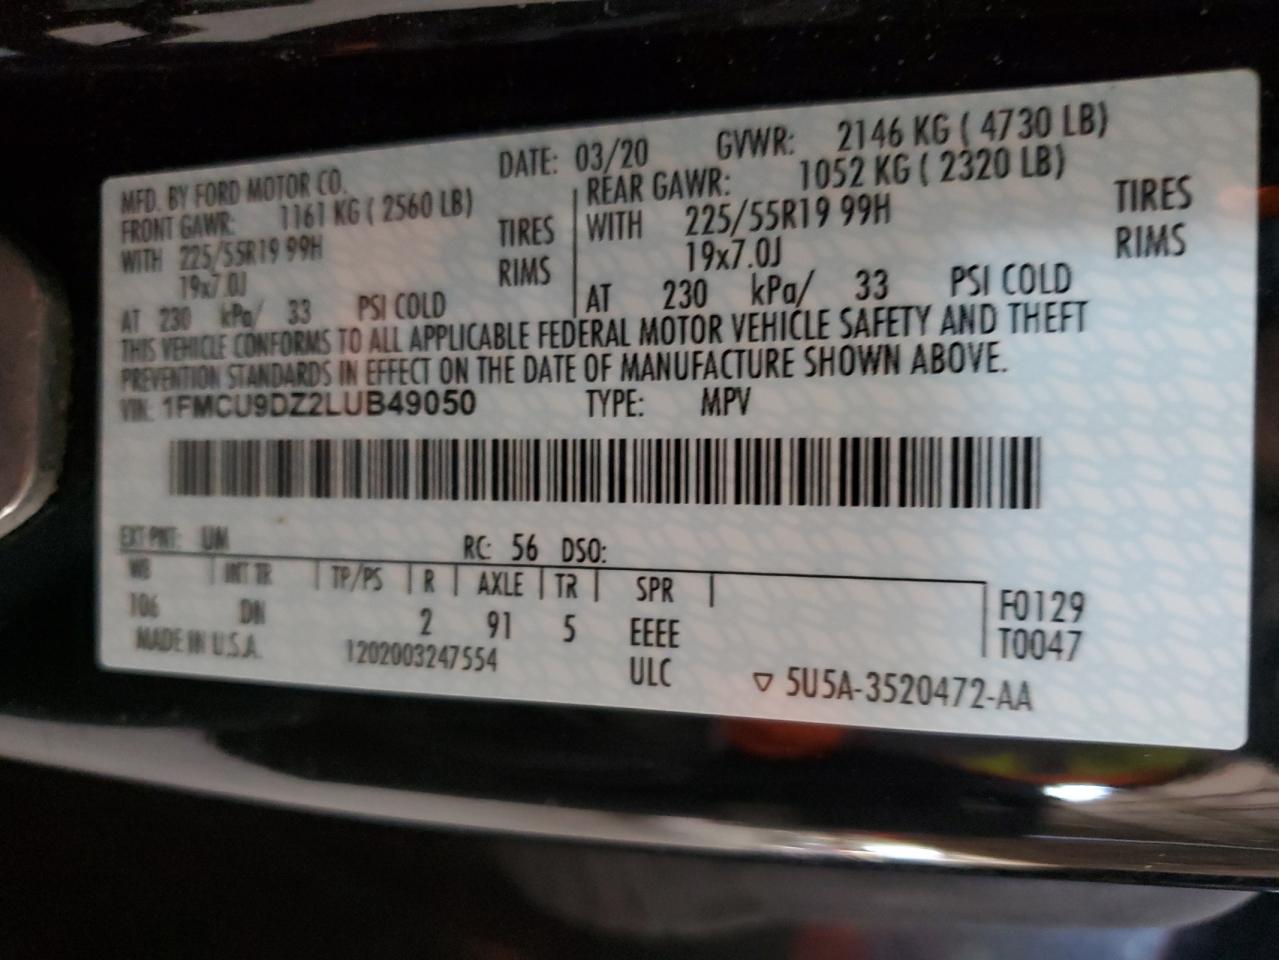 MFD. BY FORD MOTOR CO. DATE: 03/20 GVWR: 2146 KG ( 4730 LB)
FRONT GAWR: 1161 KG ( 2560 LB) REAR GAWR: 1052 KG ( 2320 LB)
WITH 225/55R19 99H TIRES WITH 225/55R19 99H TIRES
19x7.0J RIMS 19x7.0J RIMS
AT 230 kPa/ 33 PSI COLD AT 230 kPa/ 33 PSI COLD
THIS VEHICLE CONFORMS TO ALL APPLICABLE FEDERAL MOTOR VEHICLE SAFETY AND THEFT
PREVENTION STANDARDS IN EFFECT ON THE DATE OF MANUFACTURE SHOWN ABOVE.
VIN: 1FMCU9DZ2LUB49050 TYPE: MPV
EXT PNT: UM RC: 56 DSO:
WB INT TR TP/PS R AXLE TR SPR F0129
106 DN 2 91 5 EEEE T0047
MADE IN U.S.A. 1202003247554 ULC ▽ 5U5A-3520472-AA